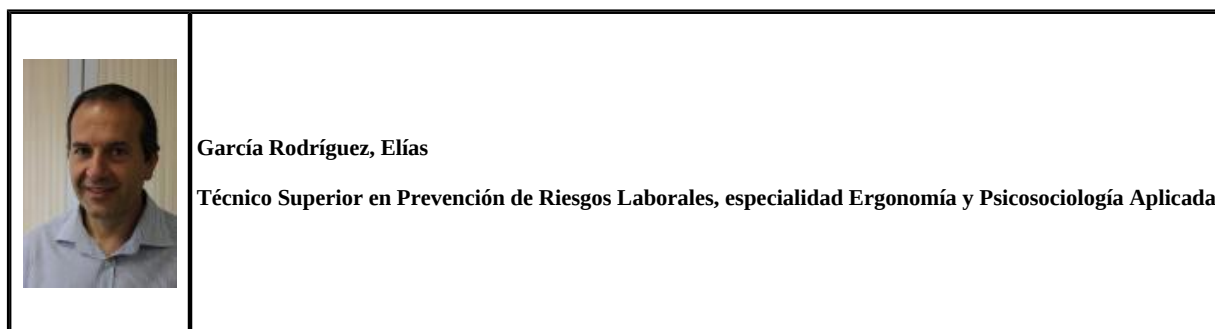 García Rodríguez, Elías
Técnico Superior en Prevención de Riesgos Laborales, especialidad Ergonomía y Psicosociología Aplicada